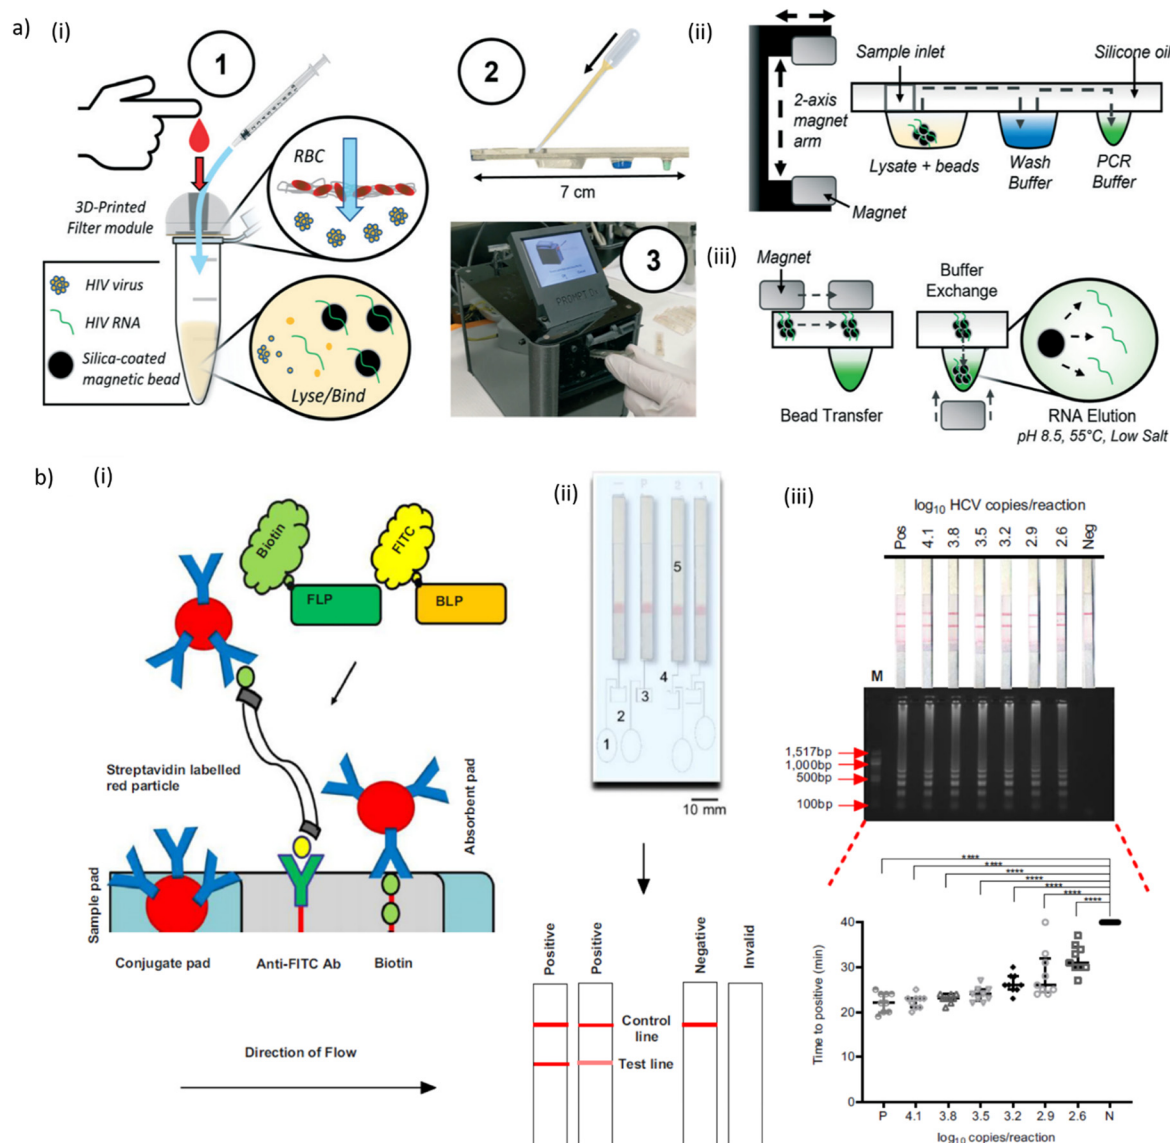 a)
(i)
1
3D-Printed
Filter module
RBC
HIV virus
HIV RNA
Silica-coated
magnetic bead
Lyse/Bind
2
7 cm
3
(ii)
2-axis
magnet
arm
Magnet
Sample inlet
Silicone oil
Lysate + beads
Wash
Buffer
PCR
Buffer
(iii)
Magnet
Bead Transfer
Buffer
Exchange
RNA Elution
pH 8.5, 55°C, Low Salt
b)
(i)
Biotin
FITC
FLP
BLP
Streptavidin labelled
red particle
Sample pad
Absorbent pad
Conjugate pad
Anti-FITC Ab
Biotin
Direction of Flow
(ii)
P
2
1
5
4
3
2
1
10 mm
Positive
Positive
Negative
Invalid
Control
line
Test line
(iii)
log10 HCV copies/reaction
Pos
4.1
3.8
3.5
3.2
2.9
2.6
Neg
M
1,517bp
1,000bp
500bp
100bp
****
****
****
****
****
****
****
Time to positive (min)
40
30
20
10
0
P
4.1
3.8
3.5
3.2
2.9
2.6
N
log10 copies/reaction